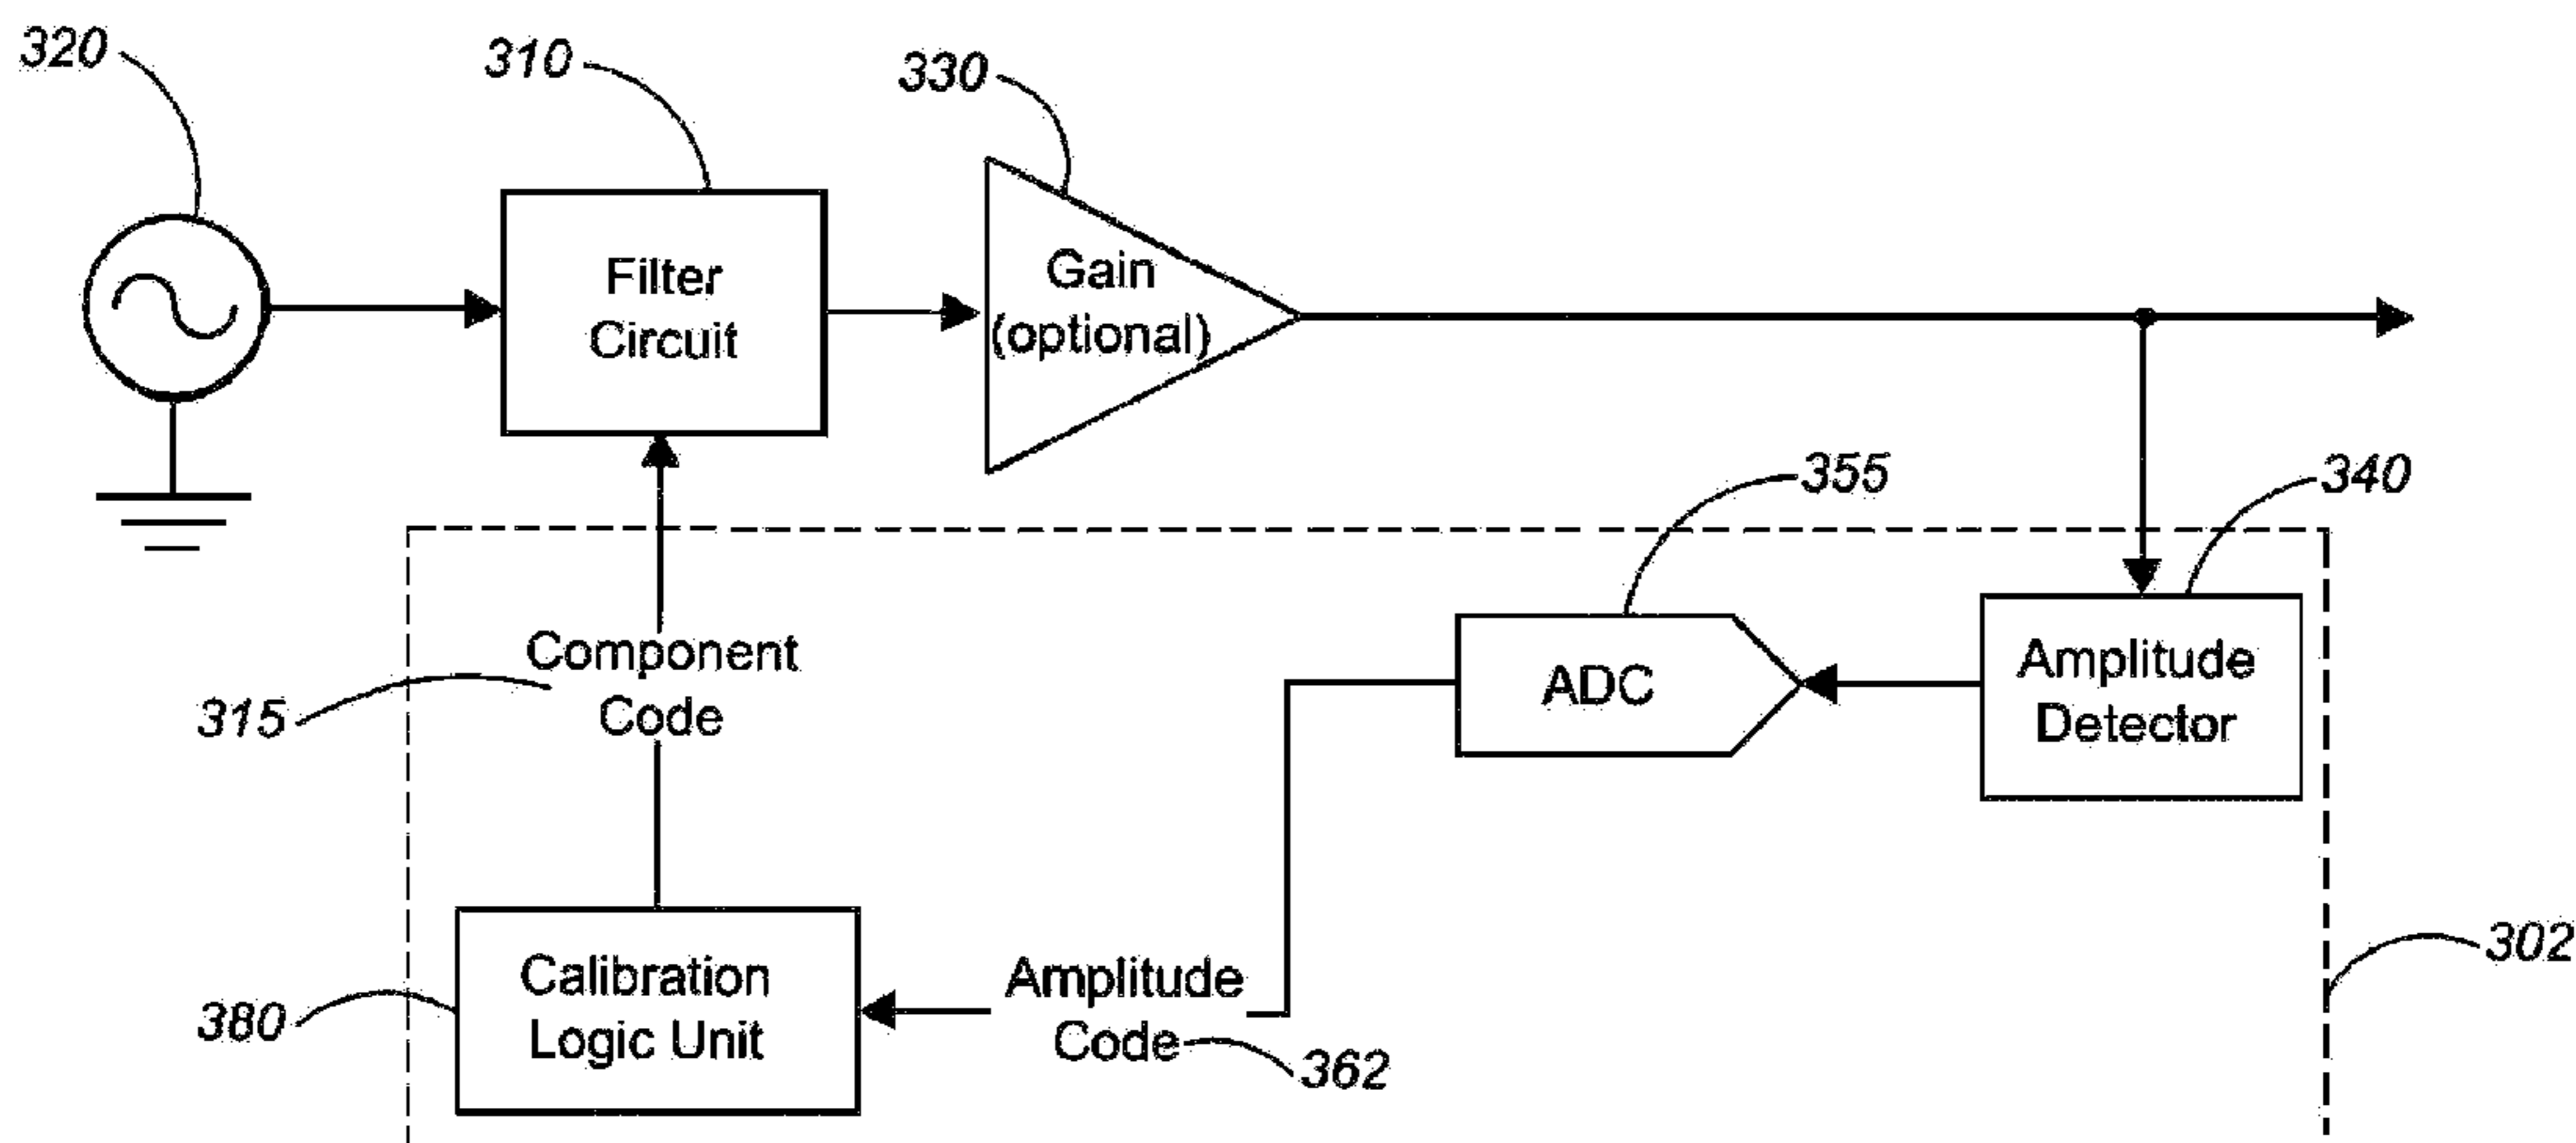 320
310
330
Filter
Circuit
Gain
(optional)
355
340
Component
Code
315
ADC
Amplitude
Detector
302
Calibration
Logic Unit
380
Amplitude
Code
362